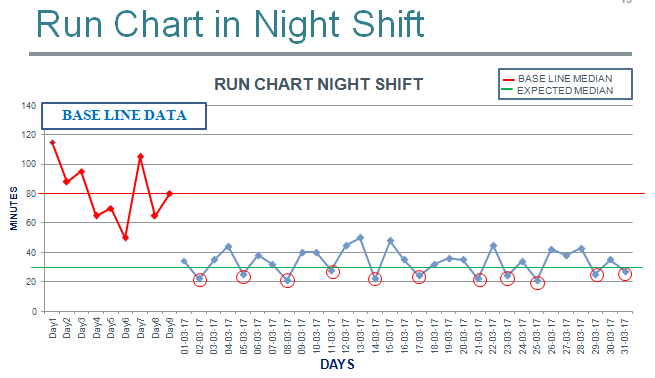 Run Chart in Night Shift
RUN CHART NIGHT SHIFT
BASE LINE MEDIAN
EXPECTED MEDIAN
BASE LINE DATA
140
120
100
80
60
40
20
0
MINUTES
Day1
Day2
Day3
Day4
Day5
Day6
Day7
Day8
Day9
01-03-17
02-03-17
03-03-17
04-03-17
05-03-17
06-03-17
07-03-17
08-03-17
09-03-17
10-03-17
11-03-17
12-03-17
13-03-17
14-03-17
15-03-17
16-03-17
17-03-17
18-03-17
19-03-17
20-03-17
21-03-17
22-03-17
23-03-17
24-03-17
25-03-17
26-03-17
27-03-17
28-03-17
29-03-17
30-03-17
31-03-17
DAYS